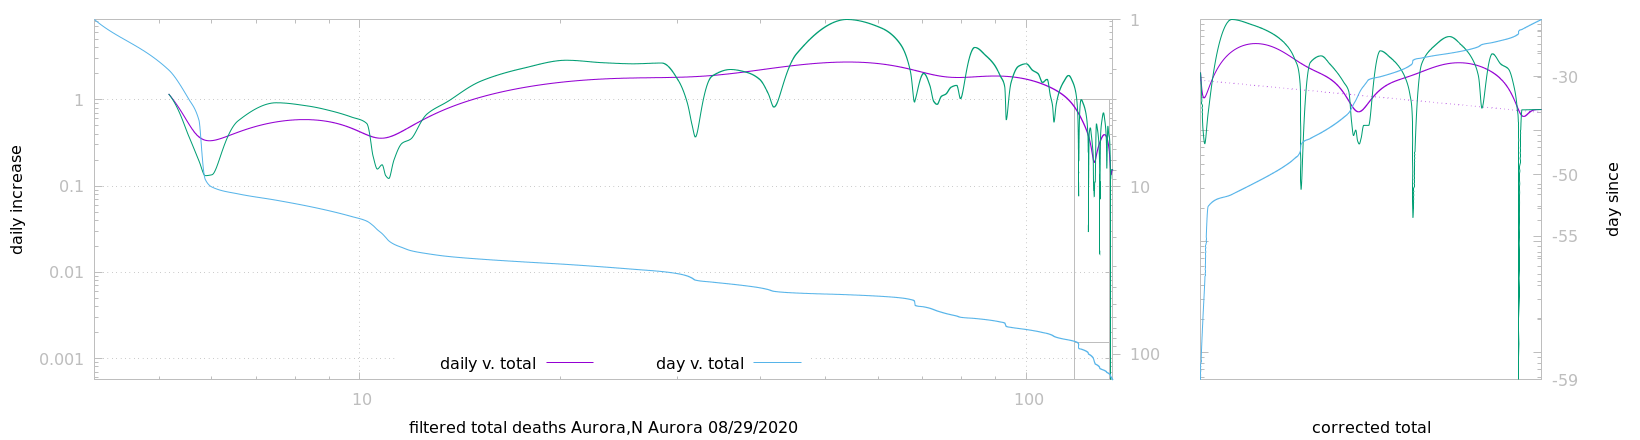 daily increase
1
0.1
0.01
0.001
10
100
1
10
100
daily v. total
day v. total
filtered total deaths Aurora,N Aurora 08/29/2020
-30
-50
-55
-59
day since
corrected total